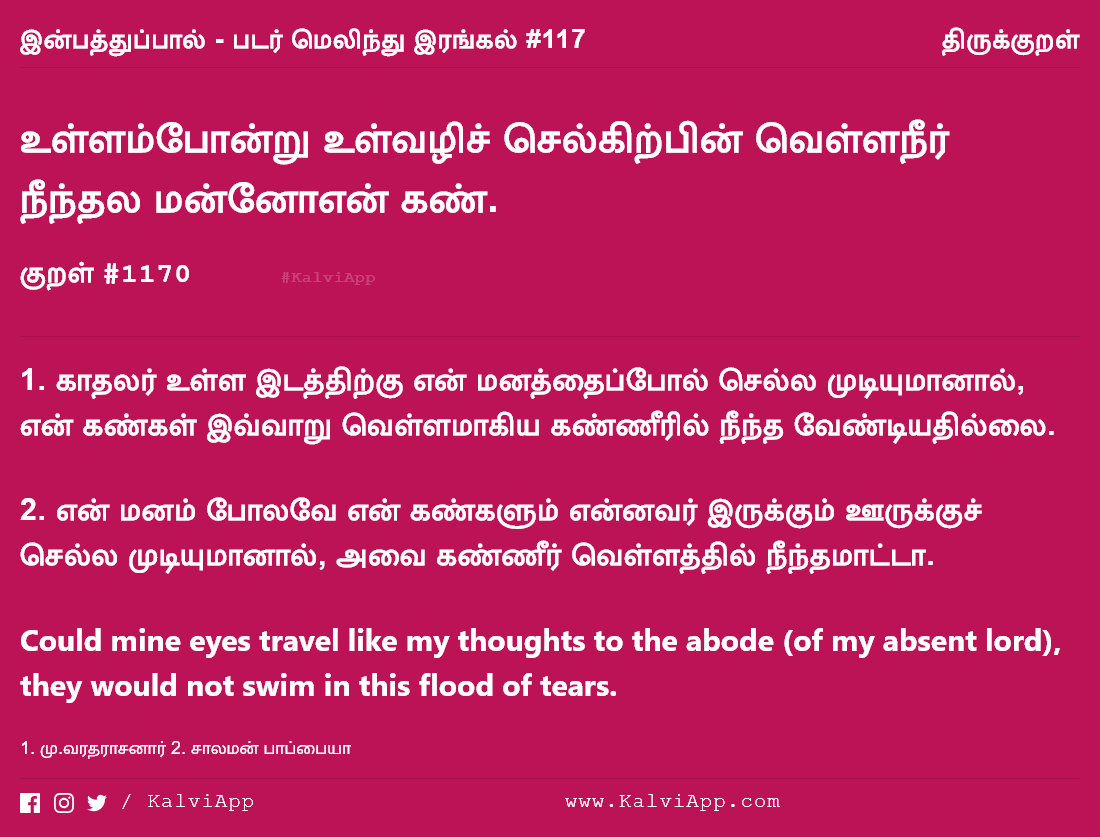 இன்பத்துப்பால் - படர் மெலிந்து இரங்கல் #117 திருக்குறள்
உள்ளம்போன்று உள்வழிச் செல்கிற்பின் வெள்ளநீர்
நீந்தல மன்னோஎன் கண்.
குறள் #1170 #KalviApp
1. காதலர் உள்ள இடத்திற்கு என் மனத்தைப்போல் செல்ல முடியுமானால்,
என் கண்கள் இவ்வாறு வெள்ளமாகிய கண்ணீரில் நீந்த வேண்டியதில்லை.
2. என் மனம் போலவே என் கண்களும் என்னவர் இருக்கும் ஊருக்குச்
செல்ல முடியுமானால், அவை கண்ணீர் வெள்ளத்தில் நீந்தமாட்டா.
Could mine eyes travel like my thoughts to the abode (of my absent lord),
they would not swim in this flood of tears.
1. மு.வரதராசனார் 2. சாலமன் பாப்பையா
/ KalviApp www.KalviApp.com